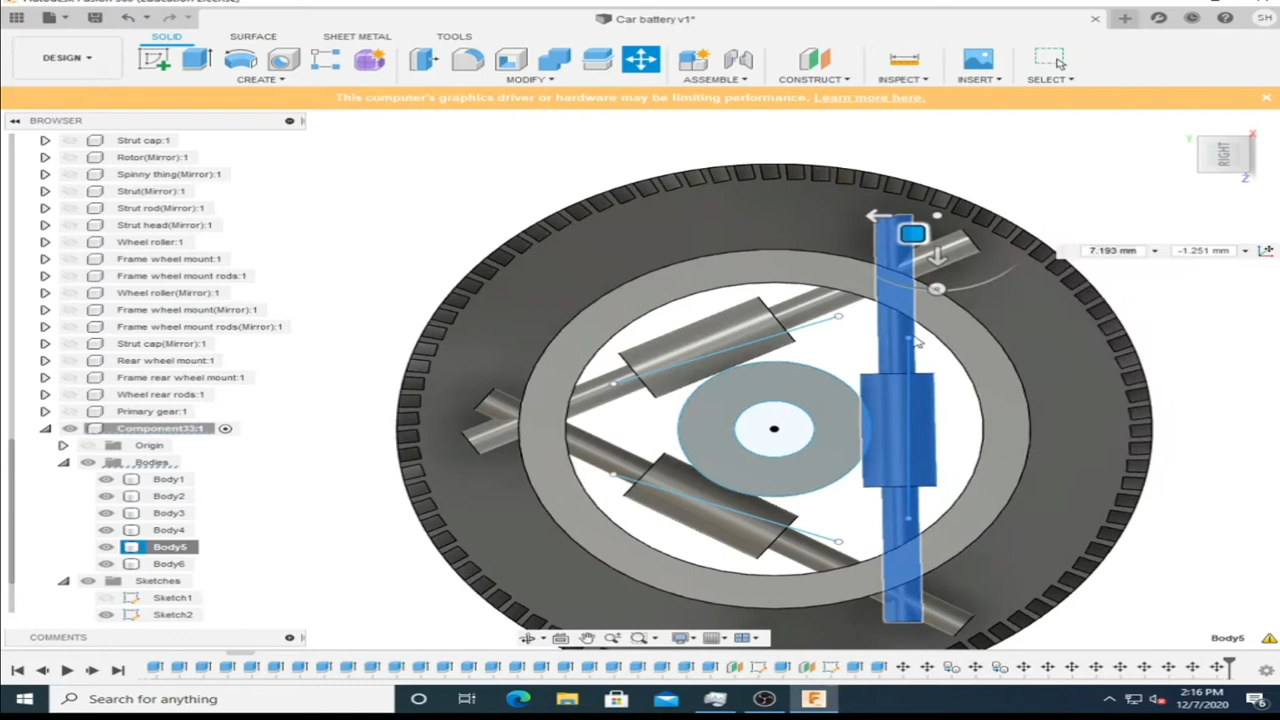 Autodesk Fusion 360 (Education License)
Car battery v1*
SH
SOLID SURFACE SHEET METAL TOOLS
DESIGN
CREATE MODIFY ASSEMBLE CONSTRUCT INSPECT INSERT SELECT
This computer's graphics driver or hardware may be limiting performance. Learn more here.
BROWSER
Strut cap:1
Rotor(Mirror):1
Spinny thing(Mirror):1
Strut(Mirror):1
Strut rod(Mirror):1
Strut head(Mirror):1
Wheel roller:1
Frame wheel mount:1
Frame wheel mount rods:1
Wheel roller(Mirror):1
Frame wheel mount(Mirror):1
Frame wheel mount rods(Mirror):1
Strut cap(Mirror):1
Rear wheel mount:1
Frame rear wheel mount:1
Wheel rear rods:1
Primary gear:1
Component33:1
Origin
Bodies
Body1
Body2
Body3
Body4
Body5
Body6
Sketches
Sketch1
Sketch2
X
Y
RIGHT
Z
7.193 mm -1.251 mm
COMMENTS
Body5
Search for anything
2:16 PM
12/7/2020
6